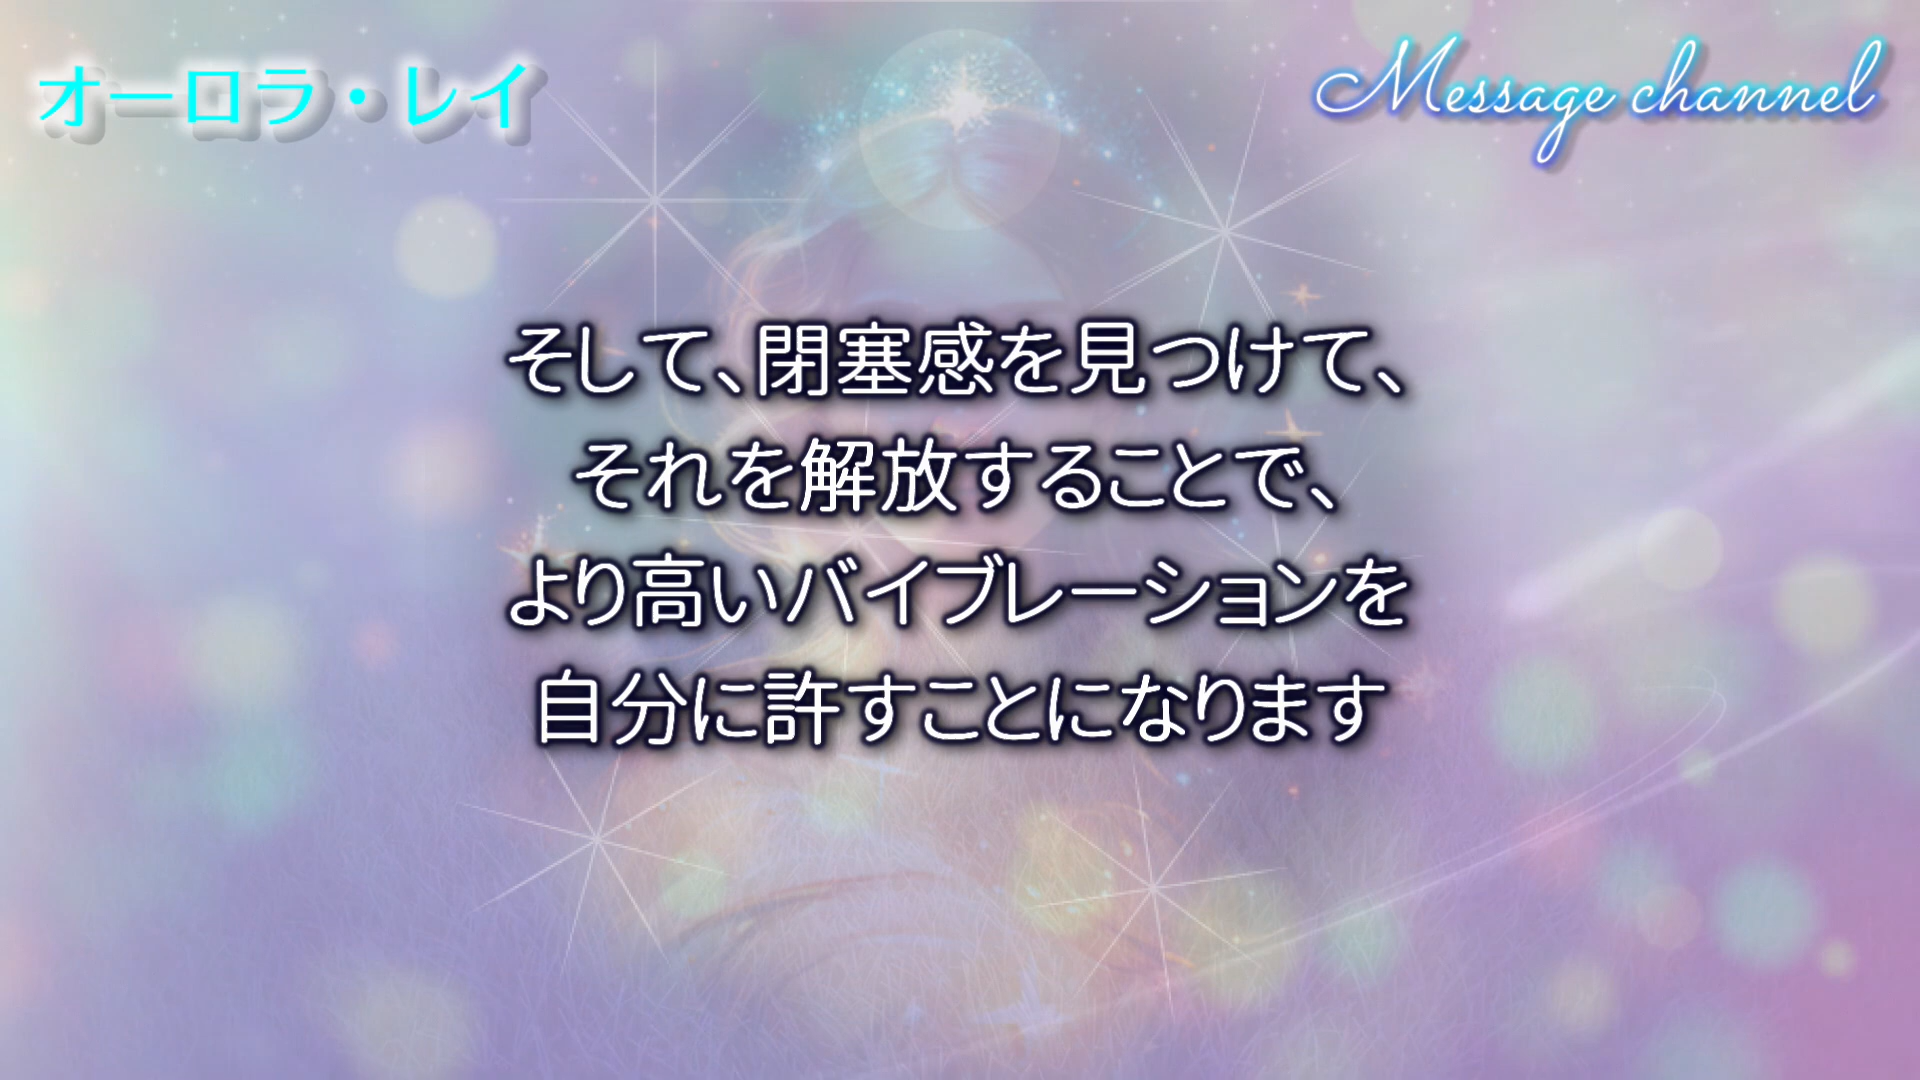 オーロラ・レイ
Message channel
そして、閉塞感を見つけて、
それを解放することで、
より高いバイブレーションを
自分に許すことになります